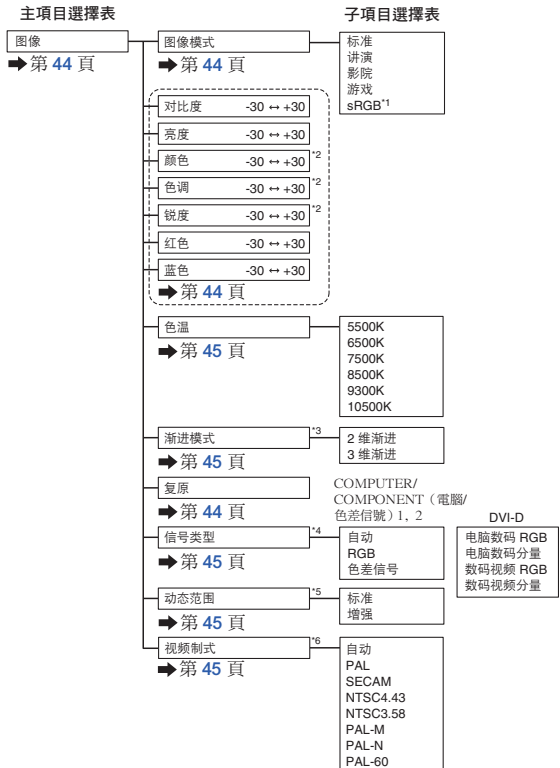 主項目選擇表
子項目選擇表
图像
➡第 44 頁
图像模式
➡第 44 頁
标准
讲演
影院
游戏
sRGB*1
对比度 -30 ↔ +30
亮度 -30 ↔ +30
颜色 -30 ↔ +30 *2
色调 -30 ↔ +30 *2
锐度 -30 ↔ +30 *2
红色 -30 ↔ +30
蓝色 -30 ↔ +30
➡第 44 頁
色温
➡第 45 頁
5500K
6500K
7500K
8500K
9300K
10500K
渐进模式 *3
➡第 45 頁
2 维渐进
3 维渐进
复原
➡第 44 頁
COMPUTER/
COMPONENT（電腦/
色差信號）1, 2
DVI-D
信号类型 *4
➡第 45 頁
自动
RGB
色差信号
电脑数码 RGB
电脑数码分量
数码视频 RGB
数码视频分量
动态范围 *5
➡第 45 頁
标准
增强
视频制式 *6
➡第 45 頁
自动
PAL
SECAM
NTSC4.43
NTSC3.58
PAL-M
PAL-N
PAL-60